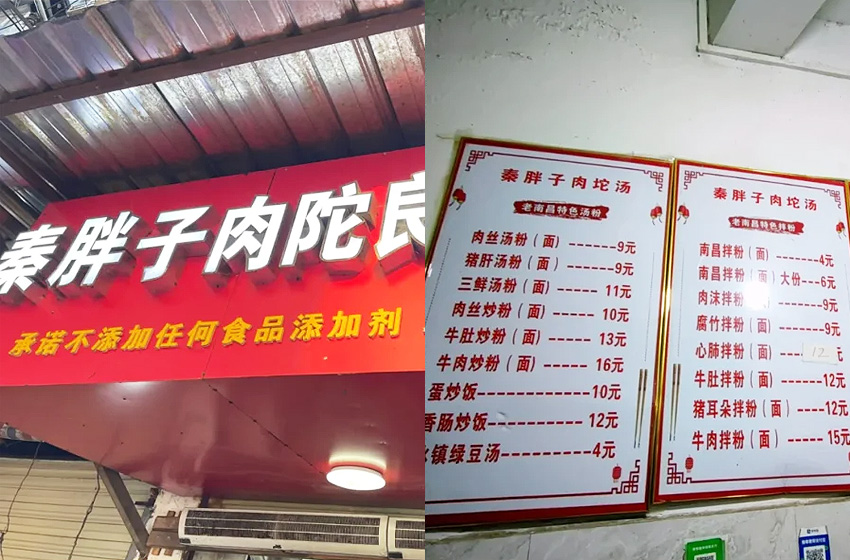 秦胖子肉陀良
承诺不添加任何食品添加剂
秦胖子肉坨汤
老南昌特色汤粉
肉丝汤粉（面）-------9元
猪肝汤粉（面）-------9元
三鲜汤粉（面）------ 11元
肉丝炒粉（面）------ 10元
牛肚炒粉（面）----- 13元
牛肉炒粉（面）----- 16元
蛋炒饭----------------10元
香肠炒饭----------- 12元
镇绿豆汤-----------4元
秦胖子肉坨汤
老南昌特色拌粉
南昌拌粉（面）------4元
南昌拌粉（面）大份---6元
肉沫拌粉 -------9元
腐竹拌粉（面）------9元
心肺拌粉（面）---- 12 元
牛肚拌粉（面）------12元
猪耳朵拌粉（面）----12元
牛肉拌粉（面）----- 15元